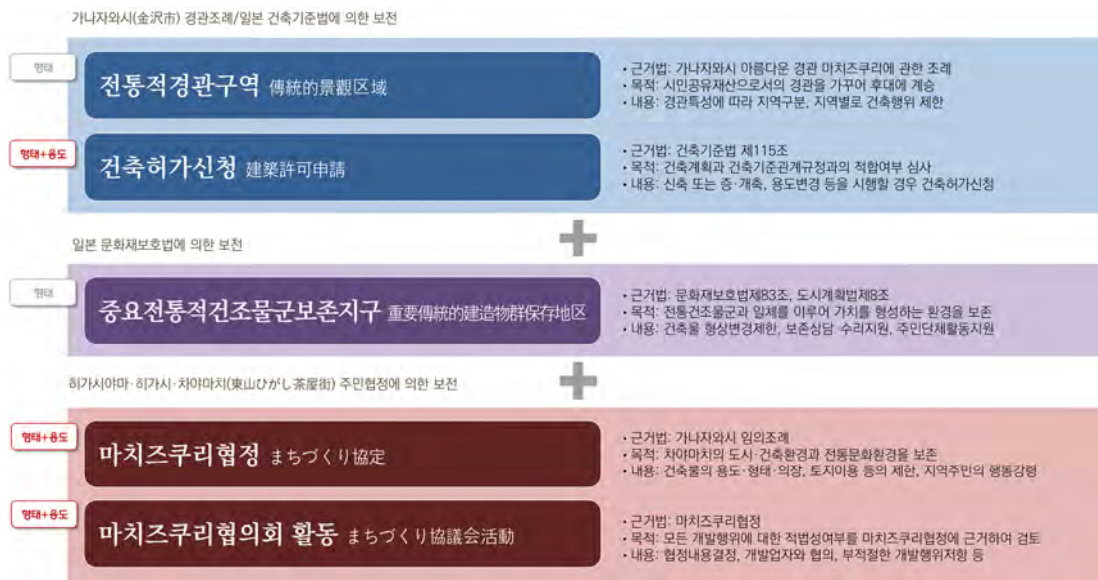 가나자와시(金沢市) 경관조례/일본 건축기준법에 의한 보전
형태
전통적경관구역 傳統的景觀区域
• 근거법: 가나자와시 아름다운 경관 마치즈쿠리에 관한 조례
• 목적: 시민공유재산으로서의 경관을 가꾸어 후대에 계승
• 내용: 경관특성에 따라 지역구분, 지역별로 건축행위 제한
형태+용도
건축허가신청 建築許可申請
• 근거법: 건축기준법 제115조
• 목적: 건축계획과 건축기준관계규정과의 적합여부 심사
• 내용: 신축 또는 증·개축, 용도변경 등을 시행할 경우 건축허가신청
일본 문화재보호법에 의한 보전
형태
중요전통적건조물군보존지구 重要傳統的建造物群保存地区
• 근거법: 문화재보호법제83조, 도시계획법제8조
• 목적: 전통건조물군과 일체를 이루어 가치를 형성하는 환경을 보존
• 내용: 건축물 형상변경제한, 보존상담·수리지원, 주민단체활동지원
히가시야마·히가시·차야마치(東山ひがし茶屋街) 주민협정에 의한 보전
형태+용도
마치즈쿠리협정 まちづくり協定
• 근거법: 가나자와시 임의조례
• 목적: 차야마치의 도시·건축환경과 전통문화환경을 보존
• 내용: 건축물의 용도·형태·의장, 토지이용 등의 제한, 지역주민의 행동강령
형태+용도
마치즈쿠리협의회 활동 まちづくり協議会活動
• 근거법: 마치즈쿠리협정
• 목적: 모든 개발행위에 대한 적법성여부를 마치즈쿠리협정에 근거하여 검토
• 내용: 협정내용결정, 개발업자와 협의, 부적절한 개발행위저항 등